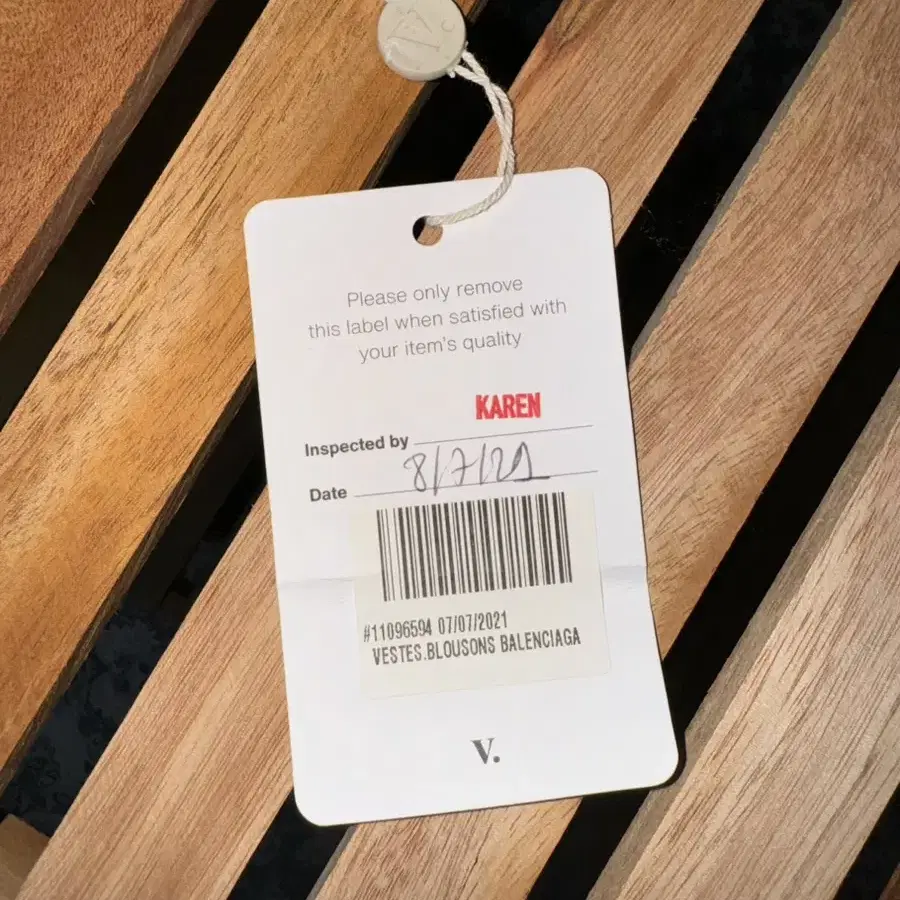 Please only remove
this label when satisfied with
your item's quality
KAREN
Inspected by
Date 8/7/21
#11096594 07/07/2021
VESTES.BLOUSONS BALENCIAGA
V.